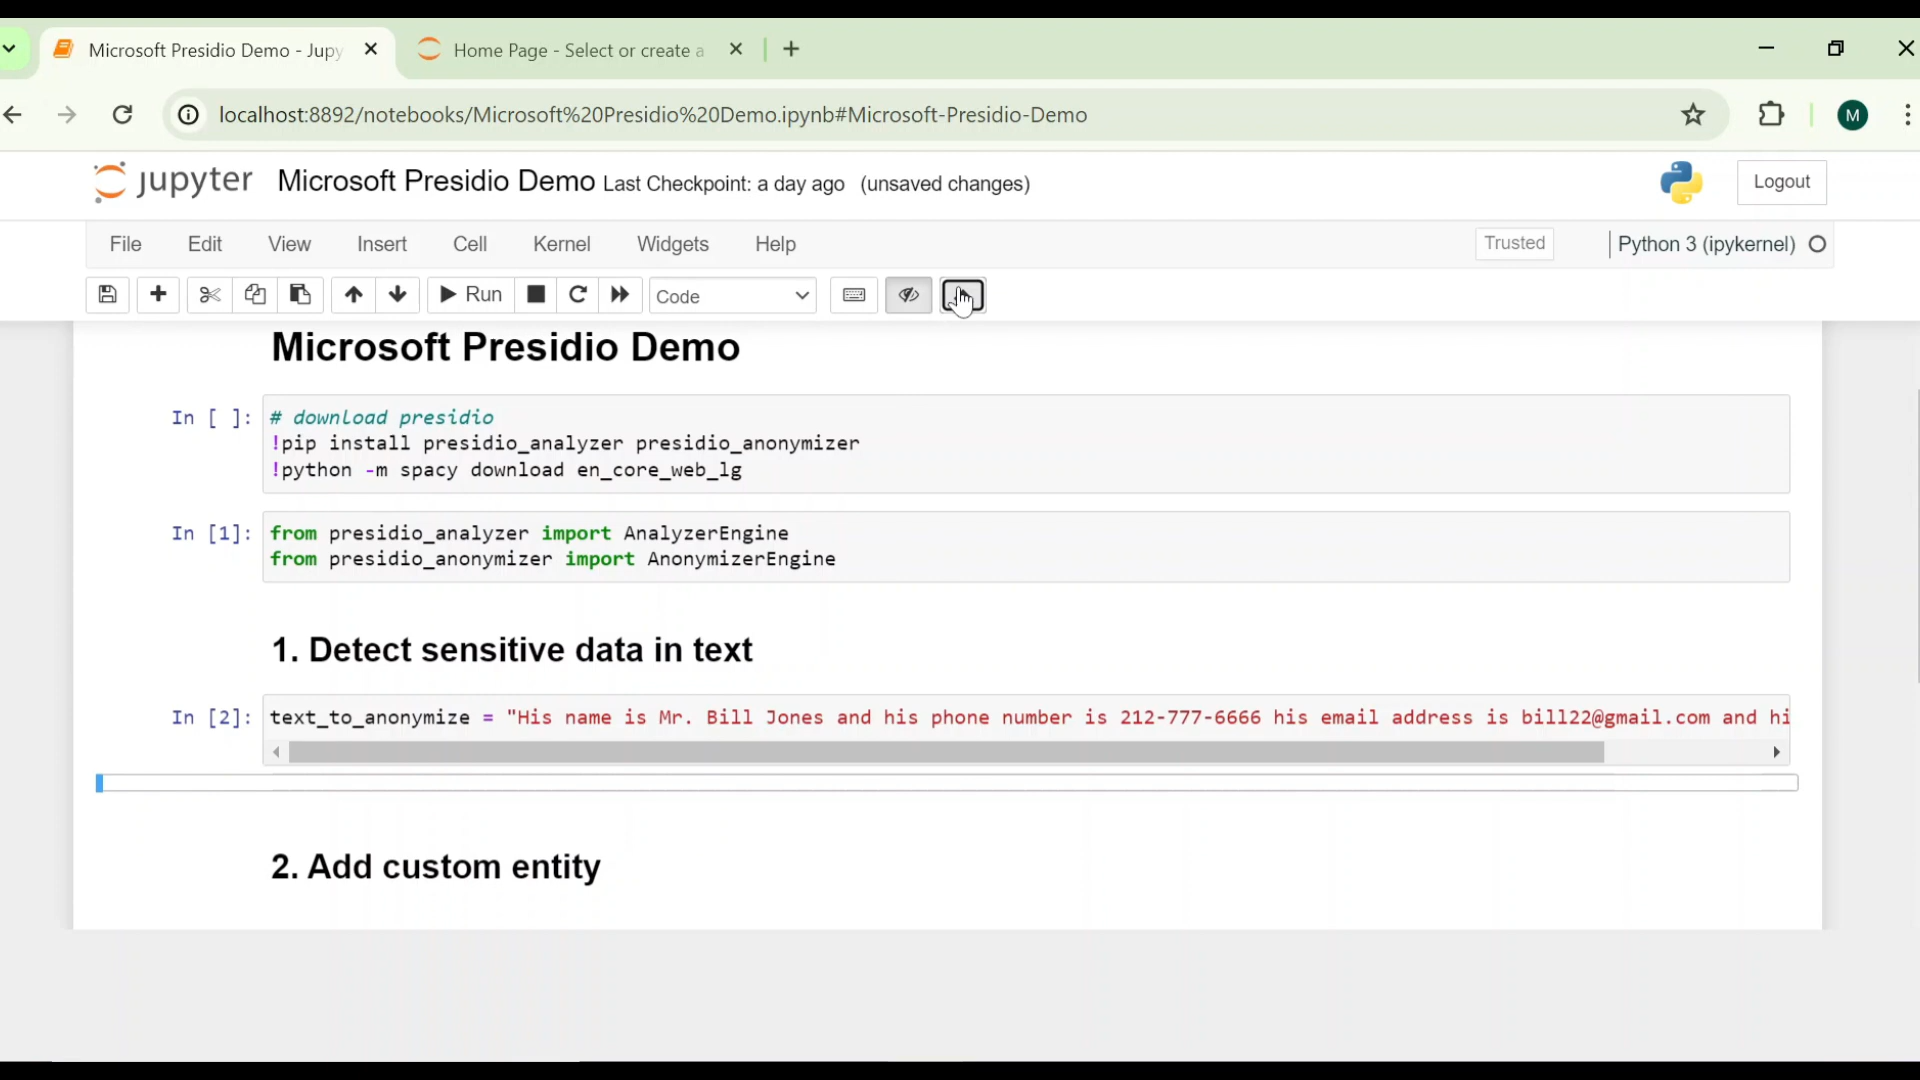 Microsoft Presidio Demo - Jupy
Home Page - Select or create a
localhost:8892/notebooks/Microsoft%20Presidio%20Demo.ipynb#Microsoft-Presidio-Demo
M
jupyter Microsoft Presidio Demo Last Checkpoint: a day ago (unsaved changes)
Logout
File Edit View Insert Cell Kernel Widgets Help
Trusted
Python 3 (ipykernel)
Run
Code
Microsoft Presidio Demo
In [ ]: # download presidio
!pip install presidio_analyzer presidio_anonymizer
!python -m spacy download en_core_web_lg
In [1]: from presidio_analyzer import AnalyzerEngine
from presidio_anonymizer import AnonymizerEngine
1. Detect sensitive data in text
In [2]: text_to_anonymize = "His name is Mr. Bill Jones and his phone number is 212-777-6666 his email address is bill22@gmail.com and hi
2. Add custom entity